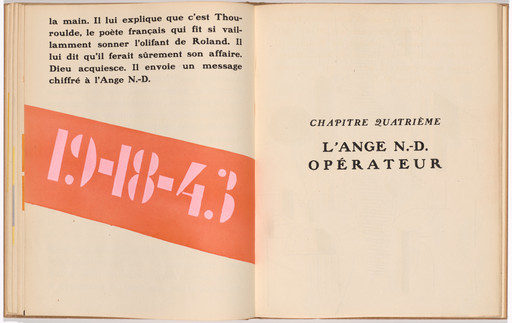 la main. Il lui explique que c'est Thou-
roulde, le poète français qui fit si vail-
lamment sonner l'olifant de Roland. Il
lui dit qu'il ferait sûrement son affaire.
Dieu acquiesce. Il envoie un message
chiffré à l'Ange N.-D.
19-18-43
CHAPITRE QUATRIÈME
L'ANGE N.-D.
OPÉRATEUR